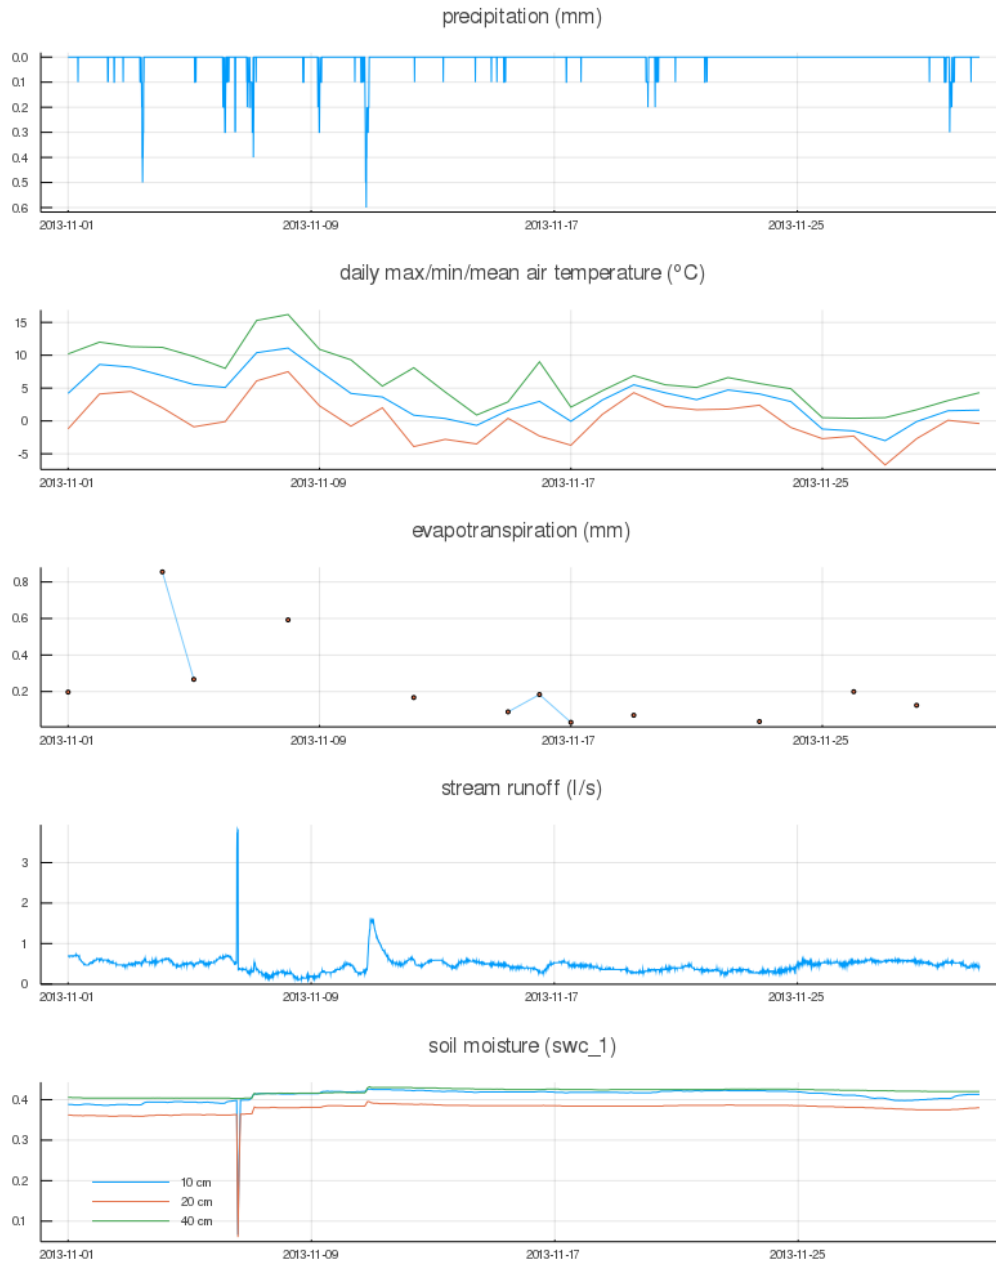 precipitation (mm)
0.0
0.1
0.2
0.3
0.4
0.5
0.6
2013-11-01 2013-11-09 2013-11-17 2013-11-25
daily max/min/mean air temperature (ºC)
15
10
5
0
-5
2013-11-01 2013-11-09 2013-11-17 2013-11-25
evapotranspiration (mm)
0.8
0.6
0.4
0.2
2013-11-01 2013-11-09 2013-11-17 2013-11-25
stream runoff (l/s)
3
2
1
0
2013-11-01 2013-11-09 2013-11-17 2013-11-25
soil moisture (swc_1)
0.4
0.3
0.2
0.1
10 cm
20 cm
40 cm
2013-11-01 2013-11-09 2013-11-17 2013-11-25